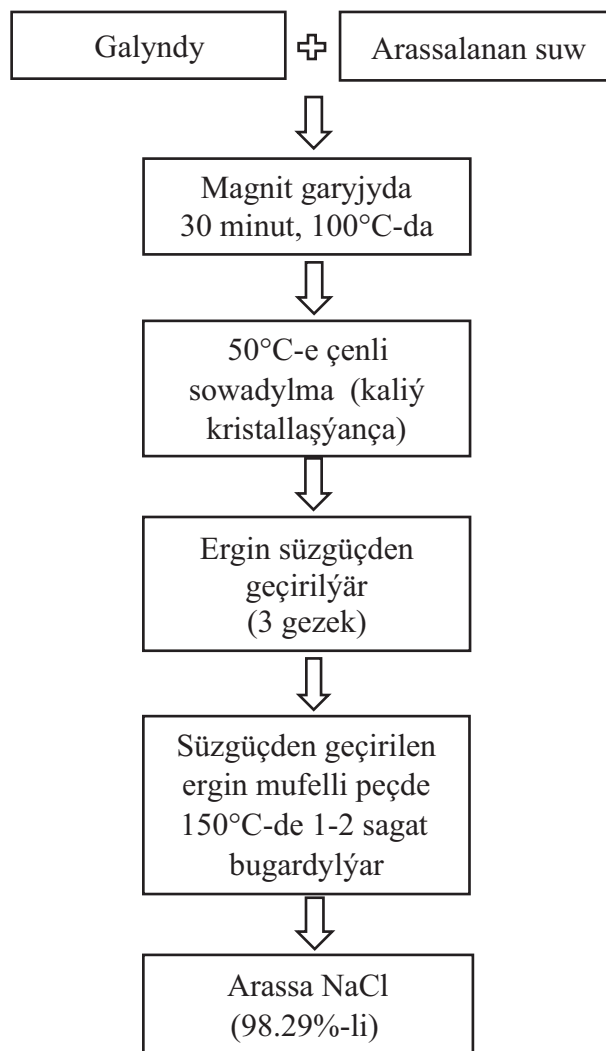 Galyndy
Arassalanan suw
Magnit garyjyda
30 minut, 100°C-da
50°C-e çenli
sowadylma (kaliý
kristallaşýança)
Ergin süzgüçden
geçirilýär
(3 gezek)
Süzgüçden geçirilen
ergin mufelli peçde
150°C-de 1-2 sagat
bugardylýar
Arassa NaCl
(98.29%-li)